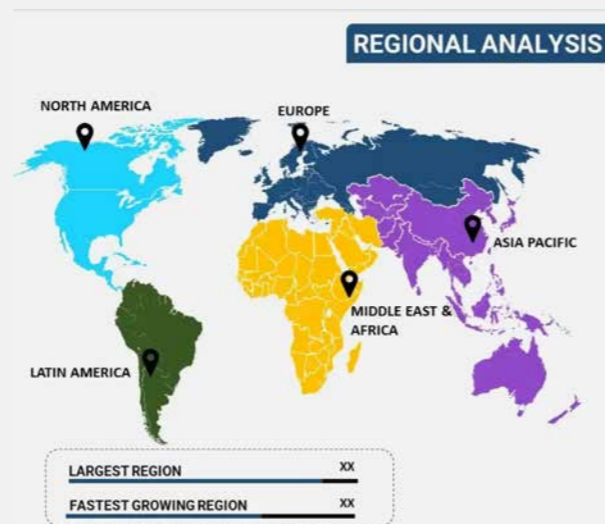 REGIONAL ANALYSIS
NORTH AMERICA
EUROPE
ASIA PACIFIC
MIDDLE EAST &
AFRICA
LATIN AMERICA
LARGEST REGION XX
FASTEST GROWING REGION XX